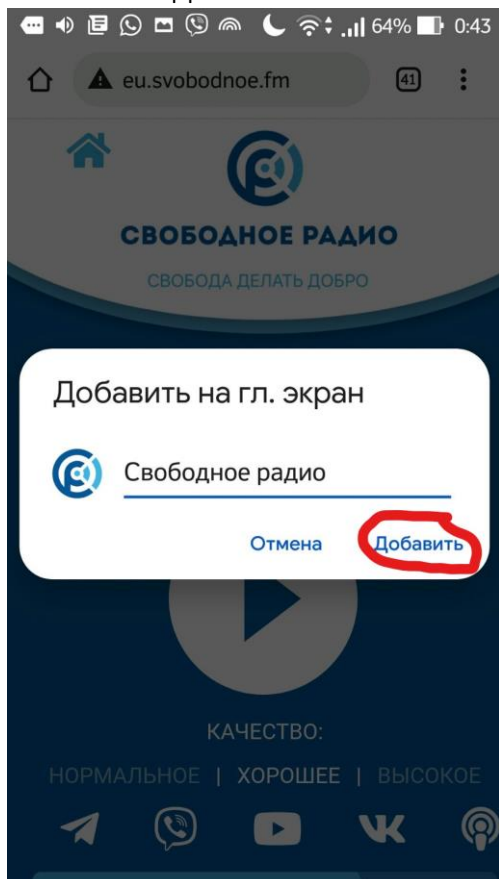 64% 0:43
eu.svobodnoe.fm 41
СВОБОДНОЕ РАДИО
СВОБОДА ДЕЛАТЬ ДОБРО
Добавить на гл. экран
Свободное радио
Отмена Добавить
КАЧЕСТВО:
НОРМАЛЬНОЕ | ХОРОШЕЕ | ВЫСОКОЕ